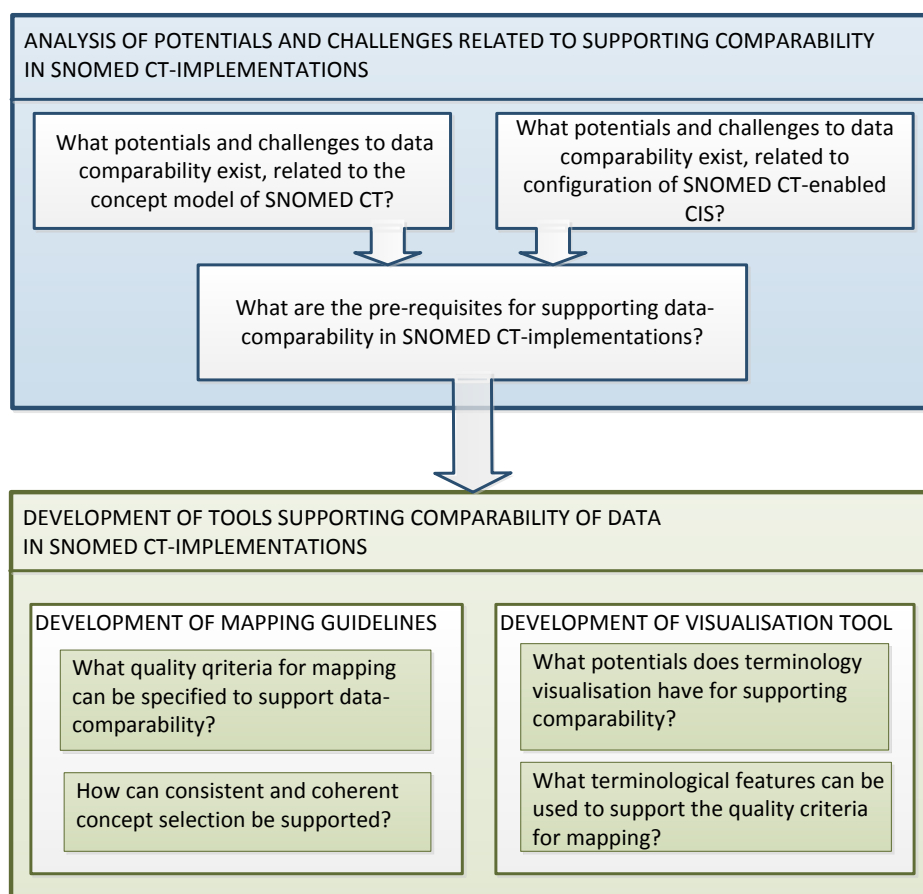 ANALYSIS OF POTENTIALS AND CHALLENGES RELATED TO SUPPORTING COMPARABILITY
IN SNOMED CT-IMPLEMENTATIONS
What potentials and challenges to data
comparability exist, related to the
concept model of SNOMED CT?
What potentials and challenges to data
comparability exist, related to
configuration of SNOMED CT-enabled
CIS?
What are the pre-requisites for suppporting data-
comparability in SNOMED CT-implementations?
DEVELOPMENT OF TOOLS SUPPORTING COMPARABILITY OF DATA
IN SNOMED CT-IMPLEMENTATIONS
DEVELOPMENT OF MAPPING GUIDELINES
What quality qriteria for mapping
can be specified to support data-
comparability?
How can consistent and coherent
concept selection be supported?
DEVELOPMENT OF VISUALISATION TOOL
What potentials does terminology
visualisation have for supporting
comparability?
What terminological features can be
used to support the quality criteria
for mapping?